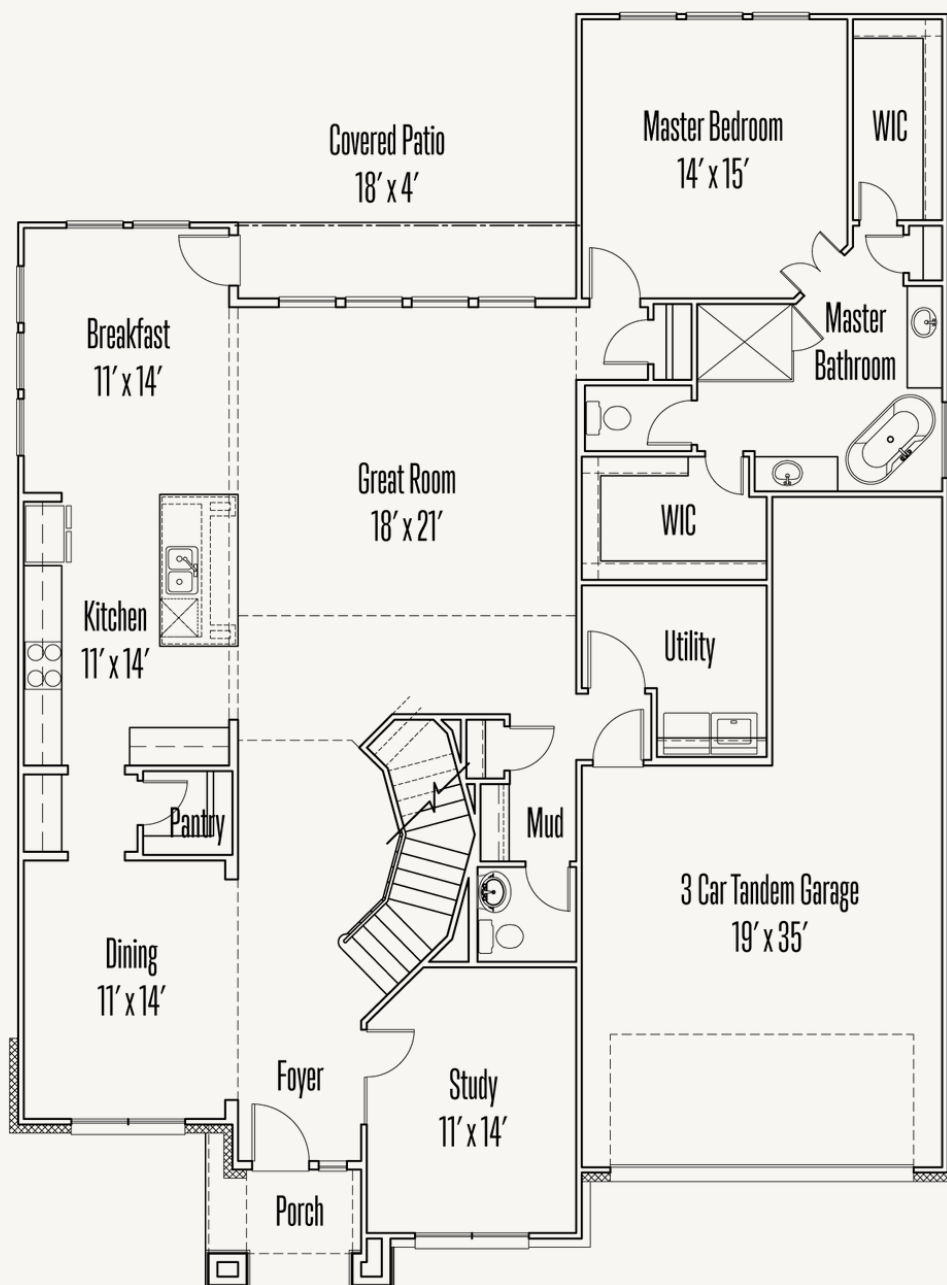 Covered Patio
18' x 4'
Master Bedroom
14' x 15'
WIC
Breakfast
11' x 14'
Master
Bathroom
Great Room
18' x 21'
WIC
Kitchen
11' x 14'
Utility
Pantry
Mud
3 Car Tandem Garage
19' x 35'
Dining
11' x 14'
Foyer
Study
11' x 14'
Porch